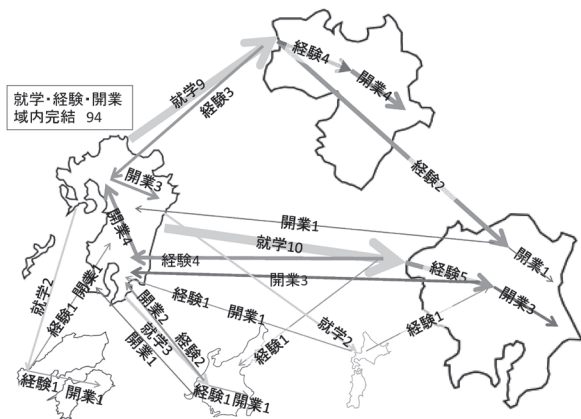 経験4
開業4
就学9
経験3
就学・経験・開業
域内完結 94
経験2
開業3
開業1
開業4
就学10
経験4
経験5
開業1
開業3
開業3
就学2
経験1
開業1
経験1
開業1
開業2
就学3
経験2
開業1
経験1
就学2
経験1
経験1
開業1
経験1
開業1